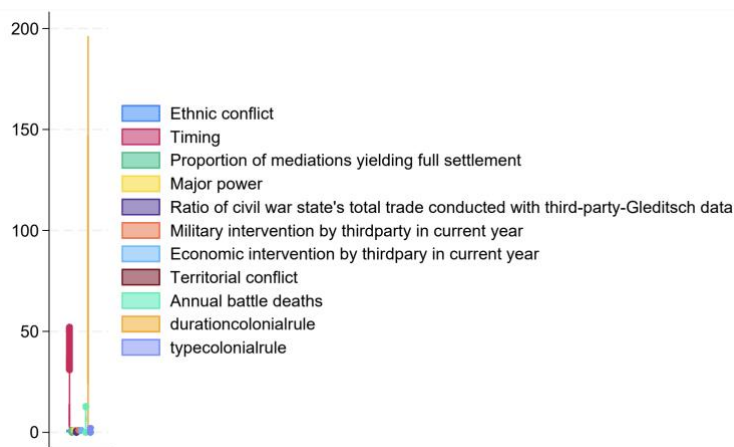 200
150
100
50
0
Ethnic conflict
Timing
Proportion of mediations yielding full settlement
Major power
Ratio of civil war state's total trade conducted with third-party-Gleditsch data
Military intervention by thirdparty in current year
Economic intervention by thirdpary in current year
Territorial conflict
Annual battle deaths
durationcolonialrule
typecolonialrule